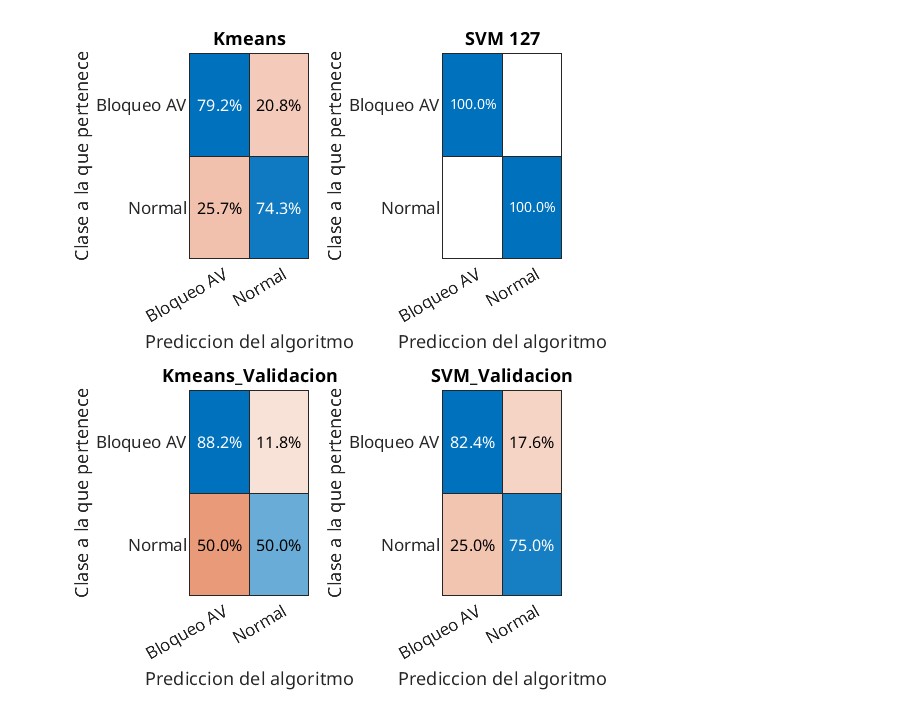 Kmeans
Clase a la que pertenece
Bloqueo AV 79.2% 20.8%
Normal 25.7% 74.3%
Bloqueo AV Normal
Prediccion del algoritmo
SVM 127
Clase a la que pertenece
Bloqueo AV 100.0%
Normal 100.0%
Bloqueo AV Normal
Prediccion del algoritmo
Kmeans_Validacion
Clase a la que pertenece
Bloqueo AV 88.2% 11.8%
Normal 50.0% 50.0%
Bloqueo AV Normal
Prediccion del algoritmo
SVM_Validacion
Clase a la que pertenece
Bloqueo AV 82.4% 17.6%
Normal 25.0% 75.0%
Bloqueo AV Normal
Prediccion del algoritmo